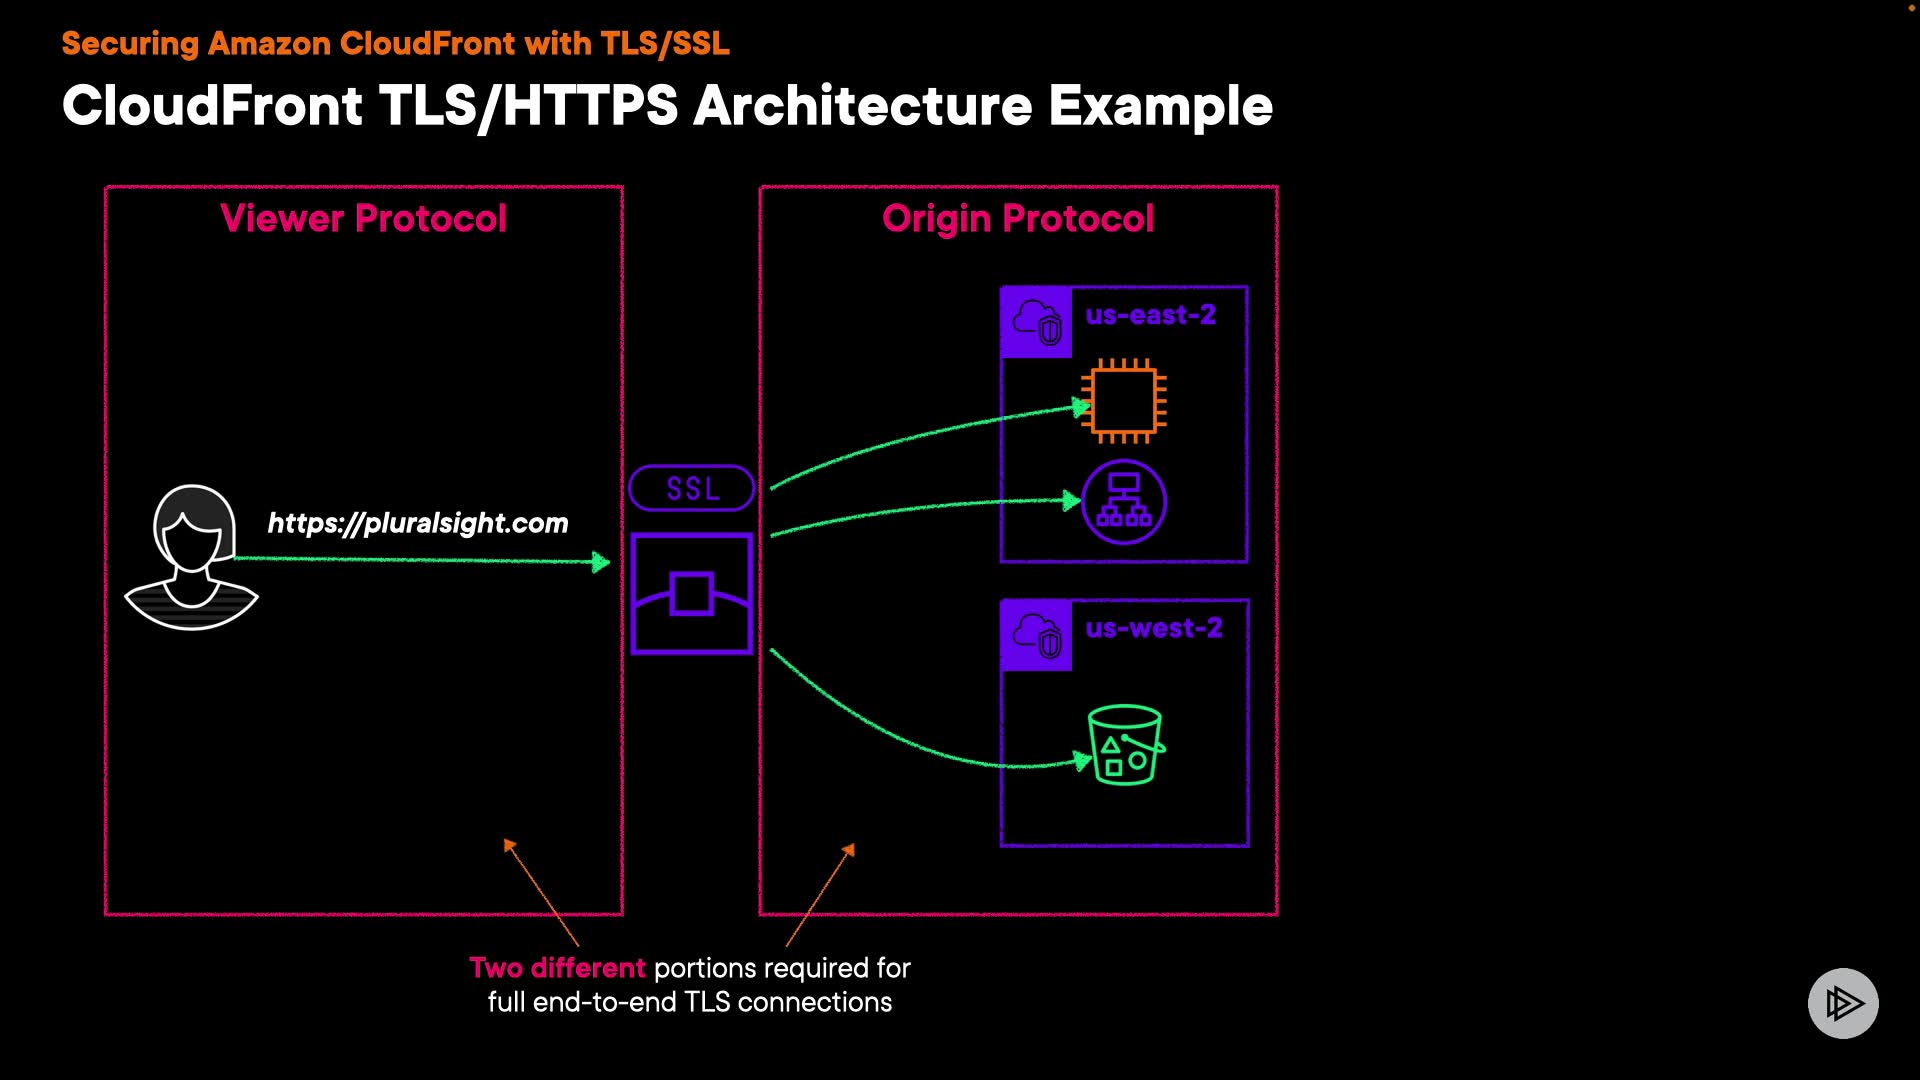 Securing Amazon CloudFront with TLS/SSL
CloudFront TLS/HTTPS Architecture Example
Viewer Protocol
Origin Protocol
us-east-2
SSL
https://pluralsight.com
us-west-2
Two different portions required for
full end-to-end TLS connections